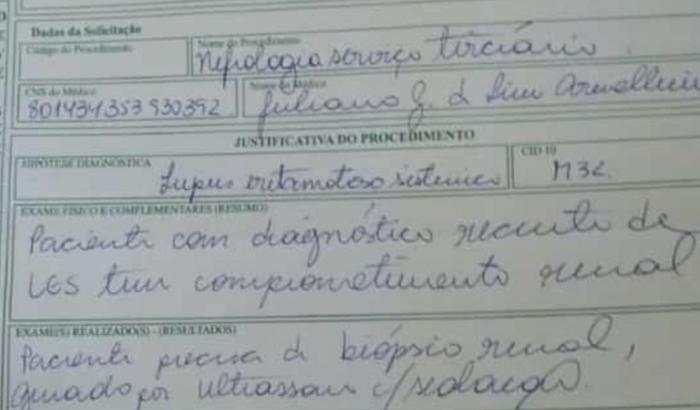 Dados da Solicitação
Código do Procedimento
Nome do Procedimento
Nefrologia serviço terciário
CNS do Médico
801434353930392
Nome do Médico
Juliano
JUSTIFICATIVA DO PROCEDIMENTO
HIPÓTESE DIAGNÓSTICA
Lupus eritematoso sistemico
CID 10
M32
EXAME FÍSICO E COMPLEMENTARES (RESUMO)
Paciente com diagnóstico recente de
LES tem comprometimento renal
EXAME(S) REALIZADO(S) - (RESULTADOS)
Paciente precisa de biópsia renal,
guiado por ultrassom c/ sedação.